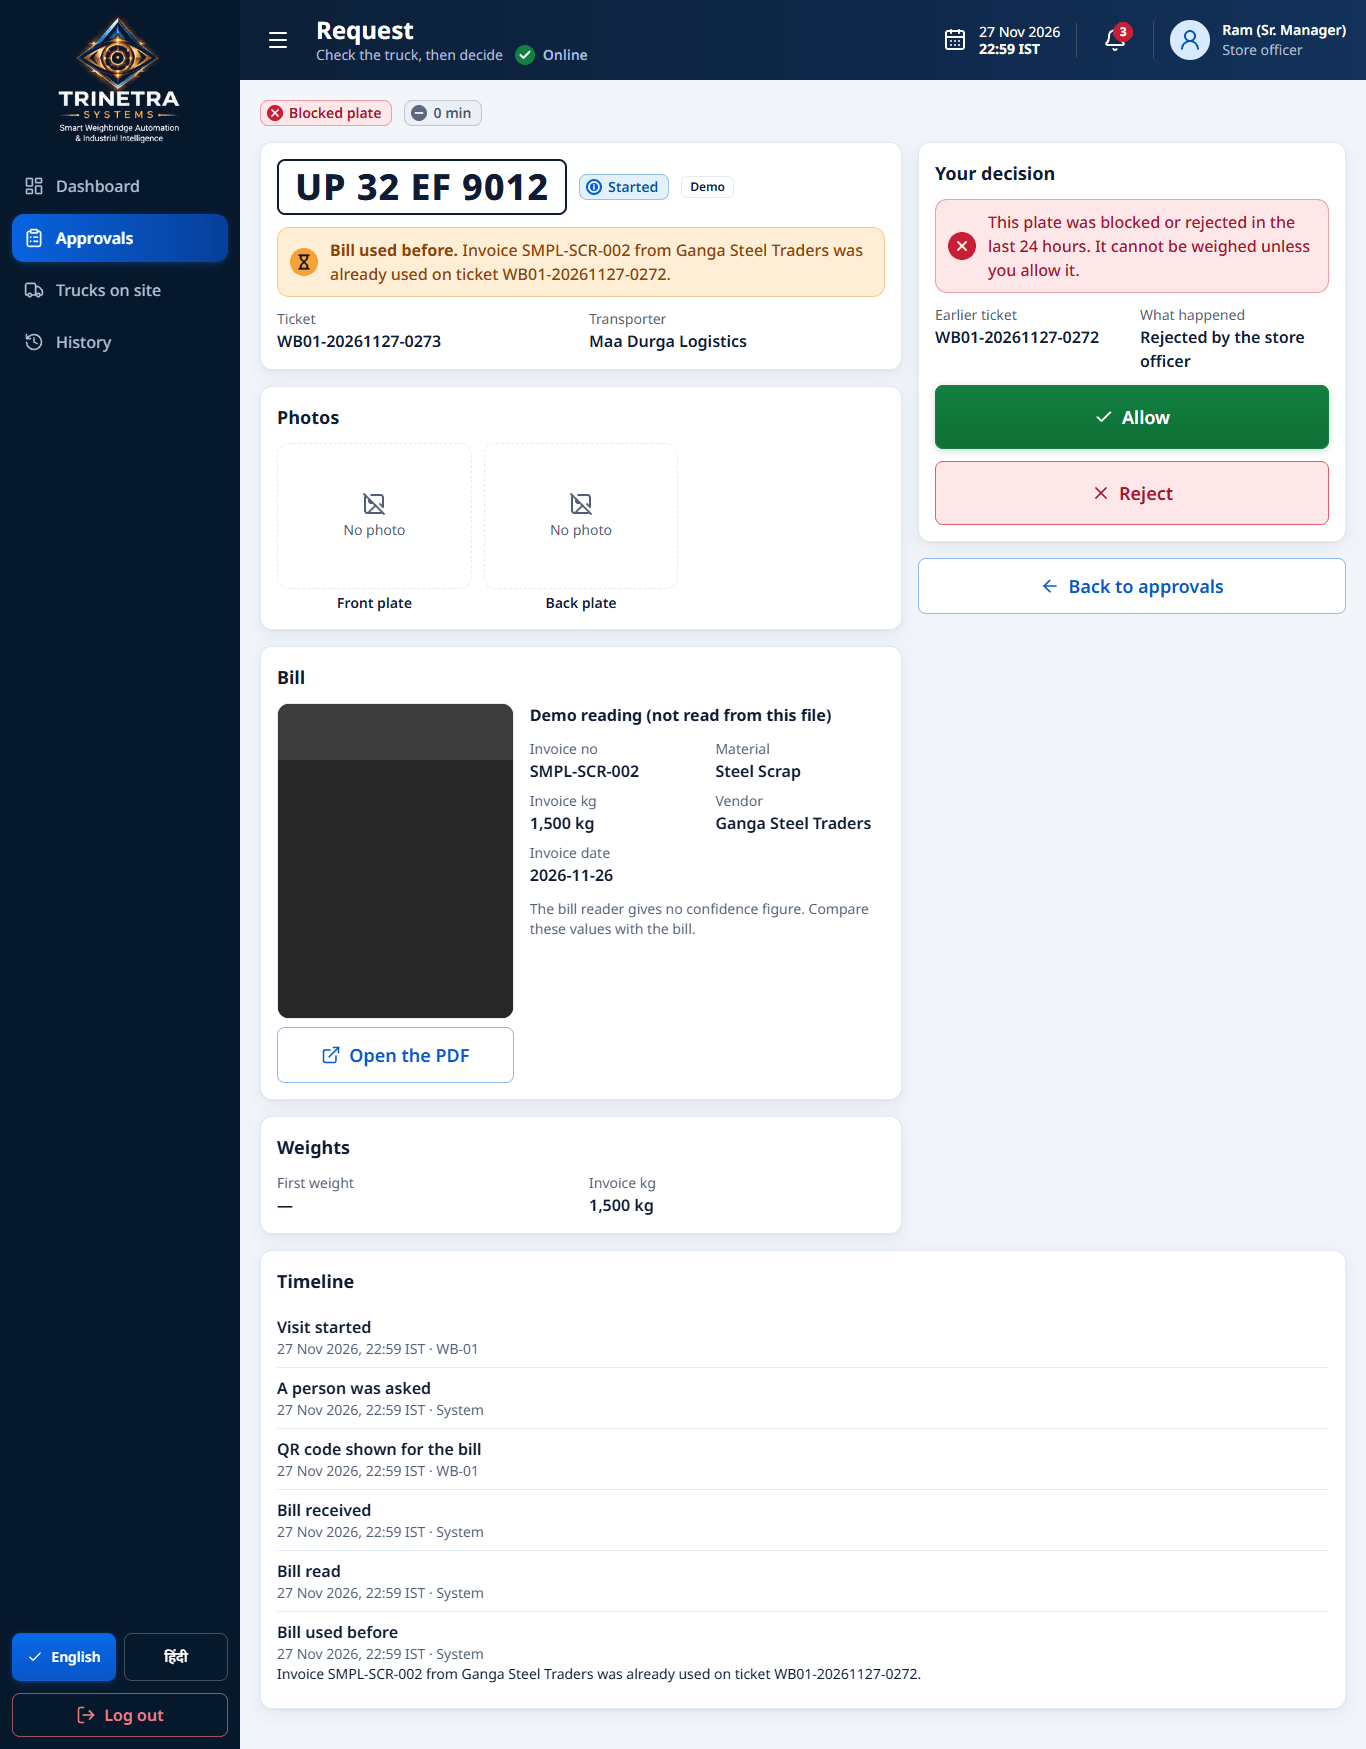 TRINETRA
SYSTEMS
Smart Weighbridge Automation
& Industrial Intelligence
Dashboard
Approvals
Trucks on site
History
English
हिंदी
Log out
Request
Check the truck, then decide
Online
27 Nov 2026
22:59 IST
3
Ram (Sr. Manager)
Store officer
Blocked plate
0 min
UP 32 EF 9012
Started
Demo
Bill used before. Invoice SMPL-SCR-002 from Ganga Steel Traders was
already used on ticket WB01-20261127-0272.
Ticket
WB01-20261127-0273
Transporter
Maa Durga Logistics
Photos
No photo
Front plate
No photo
Back plate
Bill
Open the PDF
Demo reading (not read from this file)
Invoice no
SMPL-SCR-002
Material
Steel Scrap
Invoice kg
1,500 kg
Vendor
Ganga Steel Traders
Invoice date
2026-11-26
The bill reader gives no confidence figure. Compare
these values with the bill.
Weights
First weight
—
Invoice kg
1,500 kg
Your decision
This plate was blocked or rejected in the
last 24 hours. It cannot be weighed unless
you allow it.
Earlier ticket
WB01-20261127-0272
What happened
Rejected by the store
officer
Allow
Reject
Back to approvals
Timeline
Visit started
27 Nov 2026, 22:59 IST · WB-01
A person was asked
27 Nov 2026, 22:59 IST · System
QR code shown for the bill
27 Nov 2026, 22:59 IST · WB-01
Bill received
27 Nov 2026, 22:59 IST · System
Bill read
27 Nov 2026, 22:59 IST · System
Bill used before
27 Nov 2026, 22:59 IST · System
Invoice SMPL-SCR-002 from Ganga Steel Traders was already used on ticket WB01-20261127-0272.